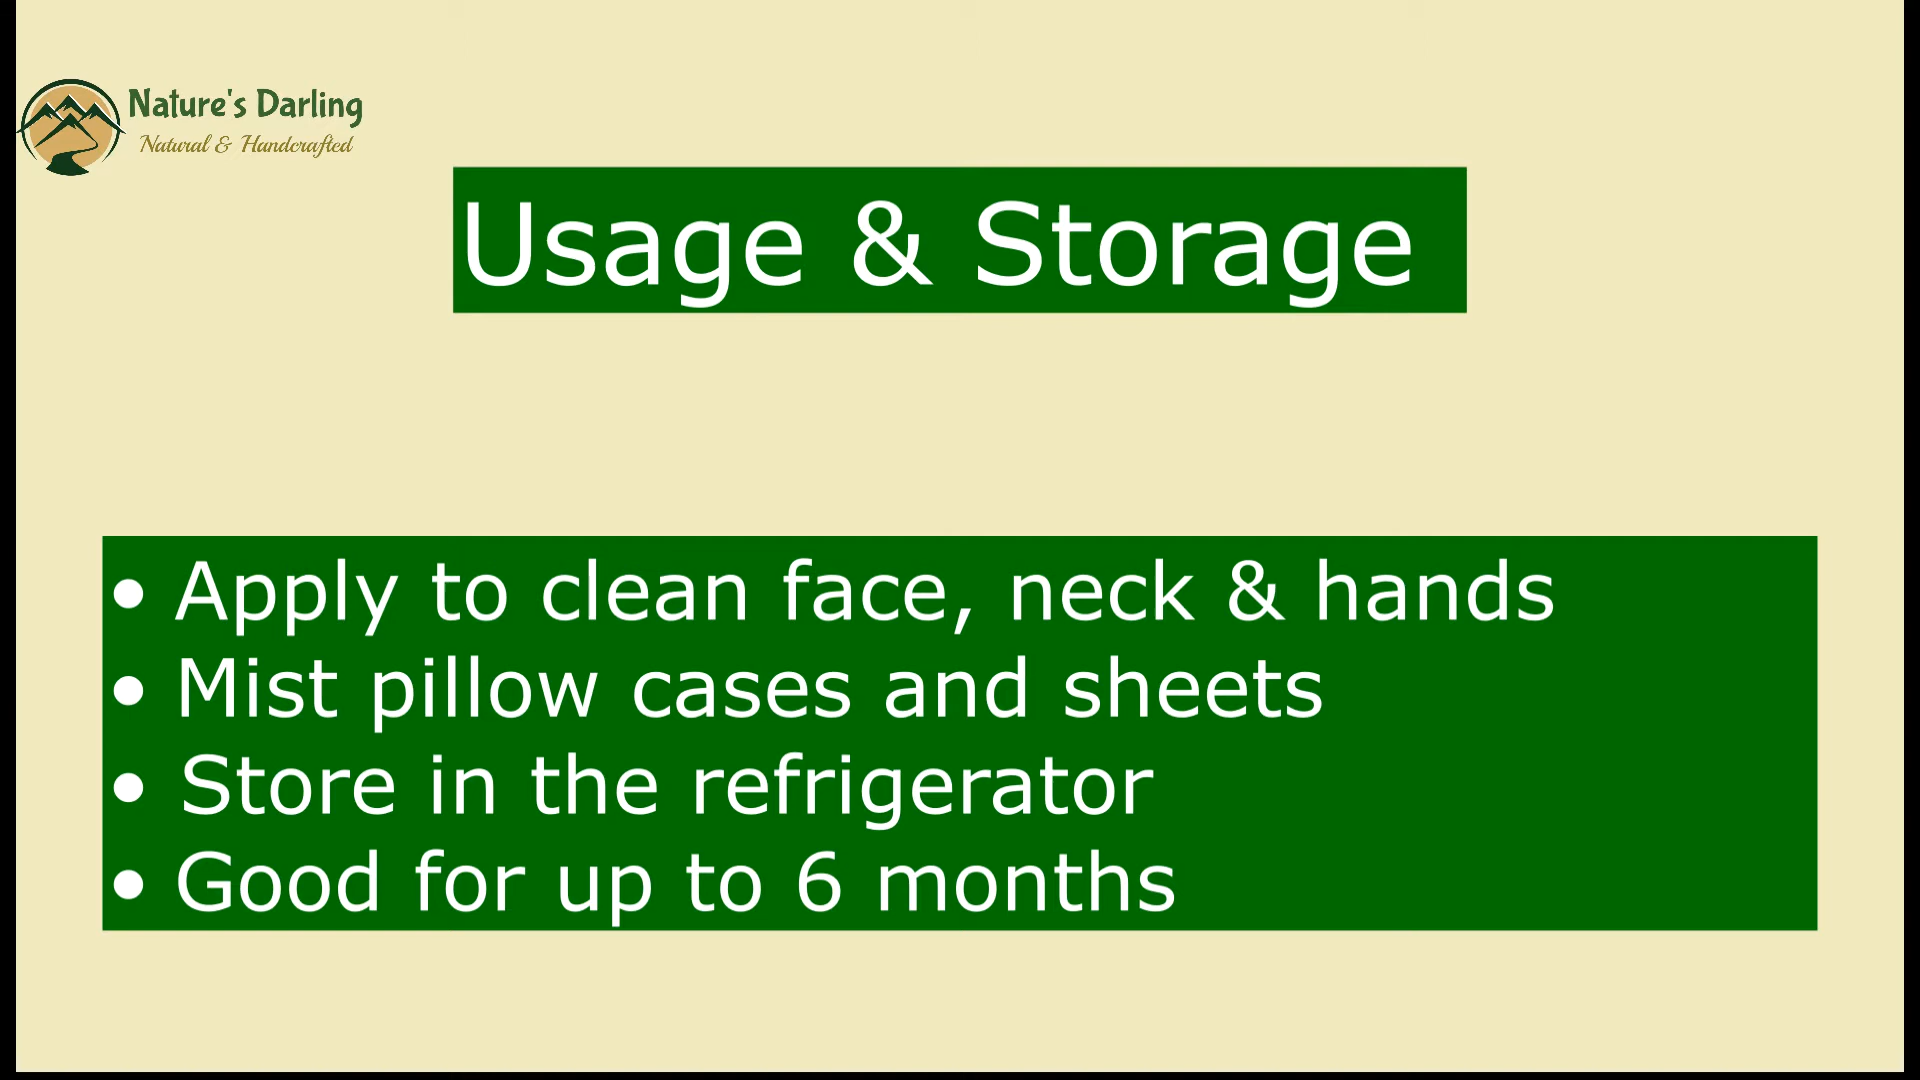 Nature's Darling
Natural & Handcrafted
Usage & Storage
• Apply to clean face, neck & hands
• Mist pillow cases and sheets
• Store in the refrigerator
• Good for up to 6 months